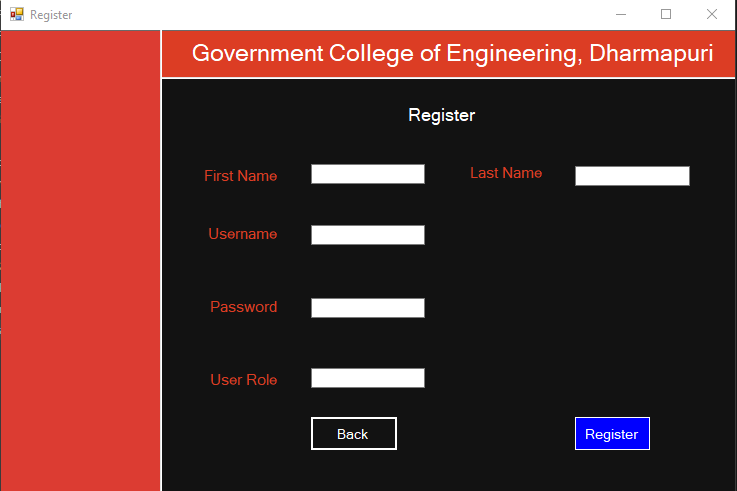 Register
Government College of Engineering, Dharmapuri
Register
First Name
Last Name
Username
Password
User Role
Back
Register